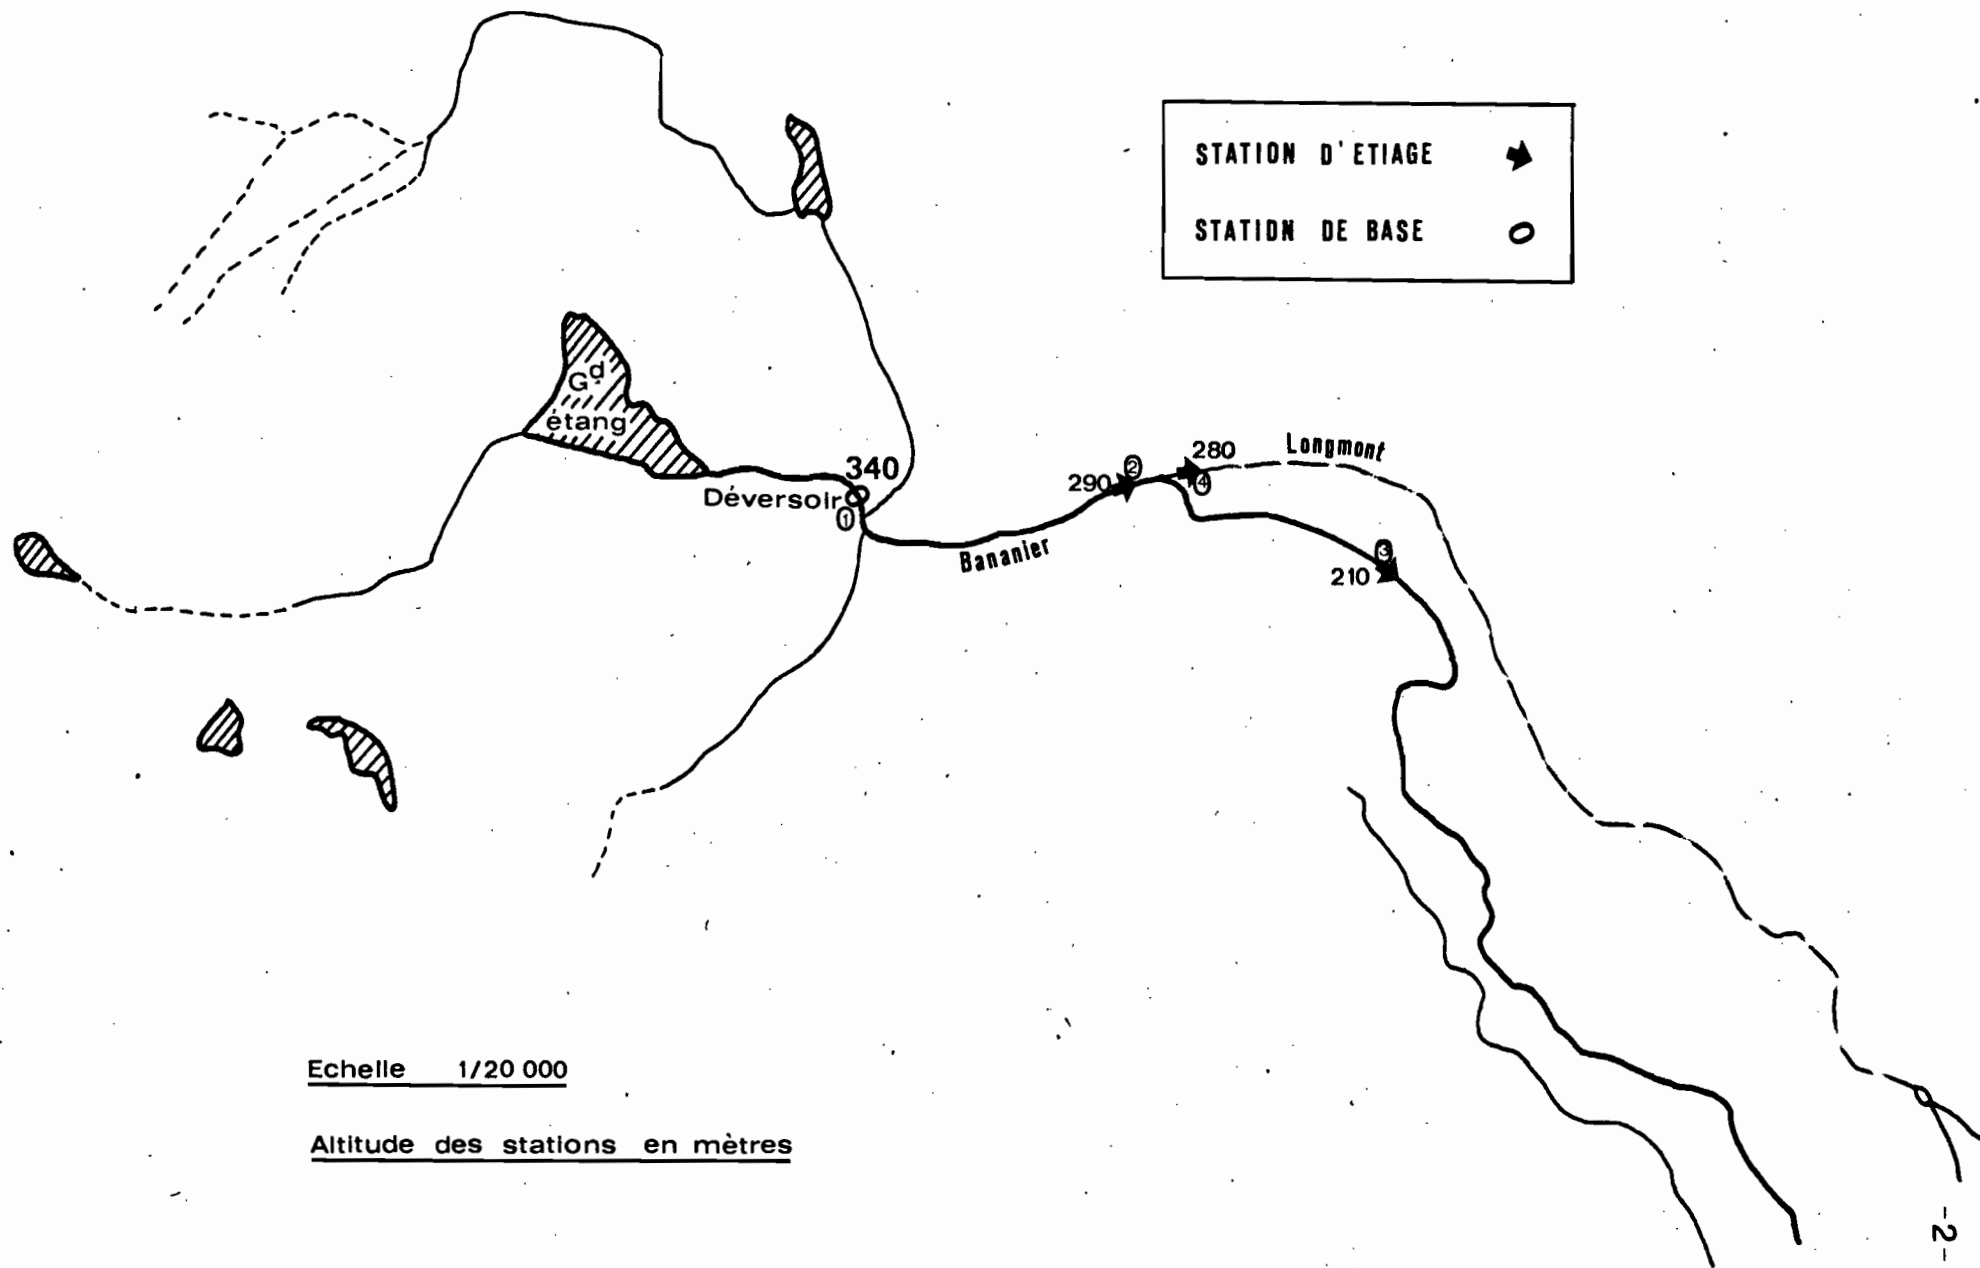 STATION D'ETIAGE
STATION DE BASE
Gd
étang
340
Déversoir
1
Bananier
290
2
280
4
Longmont
3
210
Echelle 1/20 000
Altitude des stations en mètres
-2-